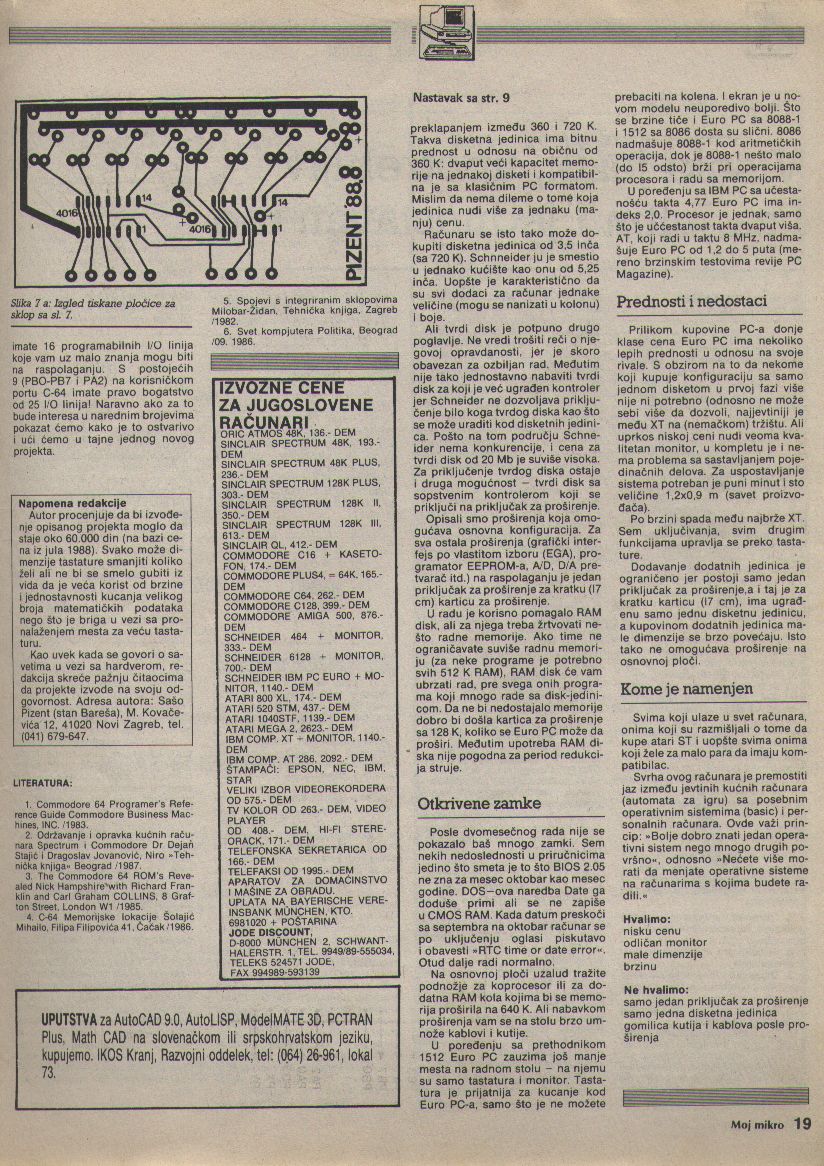 4016
14
1
4016
14
1
PIZENT'88.8
Slika 7 a: Izgled tiskane pločice za
sklop sa sl. 7.
imate 16 programabilnih I/O linija
koje vam uz malo znanja mogu biti
na raspolaganju. S postojećih
9 (PBO-PB7 i PA2) na korisničkom
portu C-64 imate pravo bogatstvo
od 25 I/O linija! Naravno ako za to
bude interesa u narednim brojevima
pokazat ćemo kako je to ostvarivo
i ući ćemo u tajne jednog novog
projekta.
Napomena redakcije
Autor procenjuje da bi izvođe-
nje opisanog projekta moglo da
staje oko 60.000 din (na bazi ce-
na iz jula 1988). Svako može di-
menzije tastature smanjiti koliko
želi ali ne bi se smelo gubiti iz
vida da je veća korist od brzine
i jednostavnosti kucanja velikog
broja matematičkih podataka
nego što je briga u vezi sa pro-
nalaženjem mesta za veću tasta-
turu.
Kao uvek kada se govori o sa-
vetima u vezi sa hardverom, re-
dakcija skreće pažnju čitaocima
da projekte izvode na svoju od-
govornost. Adresa autora: Sašo
Pizent (stan Bareša), M. Kovače-
vića 12, 41020 Novi Zagreb, tel.
(041) 679-647.
LITERATURA:
1. Commodore 64 Programer's Refe-
rence Guide Commodore Business Mac-
hines, INC. /1983.
2. Održavanje i opravka kućnih raču-
nara Spectrum i Commodore Dr Dejan
Stajić i Dragoslav Jovanović, Niro »Teh-
nička knjiga» Beograd /1987.
3. The Commodore 64 ROM's Reve-
aled Nick Hampshire with Richard Fran-
klin and Carl Graham COLLINS, 8 Graf-
ton Street, London W1 /1985.
4. C-64 Memorijske lokacije Šolajić
Mihailo, Filipa Filipovića 41, Čačak /1986.
5. Spojevi s integriranim sklopovima
Milobar-Židan, Tehnička knjiga, Zagreb
/1982.
6. Svet kompjutera Politika, Beograd
/09. 1986.
IZVOZNE CENE
ZA JUGOSLOVENE
RAČUNARI
ORIC ATMOS 48K, 136.- DEM
SINCLAIR SPECTRUM 48K, 193.-
DEM
SINCLAIR SPECTRUM 48K PLUS,
236.- DEM
SINCLAIR SPECTRUM 128K PLUS,
303.- DEM
SINCLAIR SPECTRUM 128K II,
350.- DEM
SINCLAIR SPECTRUM 128K III,
613.- DEM
SINCLAIR QL, 412.- DEM
COMMODORE C16 + KASETO-
FON, 174.- DEM
COMMODORE PLUS4, = 64K, 165.-
DEM
COMMODORE C64, 262.- DEM
COMMODORE C128, 399.- DEM
COMMODORE AMIGA 500, 876.-
DEM
SCHNEIDER 464 + MONITOR,
333.- DEM
SCHNEIDER 6128 + MONITOR,
700.- DEM
SCHNEIDER IBM PC EURO + MO-
NITOR, 1140.- DEM
ATARI 800 XL, 174.- DEM
ATARI 520 STM, 437.- DEM
ATARI 1040STF, 1139.- DEM
ATARI MEGA 2, 2623.- DEM
IBM COMP. XT + MONITOR, 1140.-
DEM
IBM COMP. AT 286, 2092.- DEM
ŠTAMPAČI: EPSON, NEC, IBM,
STAR
VELIKI IZBOR VIDEOREKORDERA
OD 575.- DEM
TV KOLOR OD 263.- DEM, VIDEO
PLAYER
OD 408.- DEM, HI-FI STERE-
ORACK, 171.- DEM
TELEFONSKA SEKRETARICA OD
166.- DEM
TELEFAKSI OD 1995.- DEM
APARATOV ZA DOMAĆINSTVO
I MAŠINE ZA OBRADU.
UPLATA NA BAYERISCHE VERE-
INSBANK MÜNCHEN, KTO.
6981020 + POŠTARINA
JODE DISCOUNT,
D-8000 MÜNCHEN 2, SCHWANT-
HALERSTR. 1, TEL. 9949/89-555034,
TELEKS 524571 JODE,
FAX 994989-593139
UPUTSTVA za AutoCAD 9.0, AutoLISP, ModelMATE 3D, PCTRAN
Plus, Math CAD na slovenačkom ili srpskohrvatskom jeziku,
kupujemo. IKOS Kranj, Razvojni oddelek, tel: (064) 26-961, lokal
73.
Nastavak sa str. 9
preklapanjem između 360 i 720 K.
Takva disketna jedinica ima bitnu
prednost u odnosu na običnu od
360 K: dvaput veći kapacitet memo-
rije na jednakoj disketi i kompatibil-
na je sa klasičnim PC formatom.
Mislim da nema dileme o tome koja
jedinica nudi više za jednaku (ma-
nju) cenu.
Računaru se isto tako može do-
kupiti disketna jedinica od 3,5 inča
(sa 720 K). Schnneider ju je smestio
u jednako kućište kao onu od 5,25
inća. Uopšte je karakteristično da
su svi dodaci za računar jednake
veličine (mogu se nanizati u kolonu)
i boje.
Ali tvrdi disk je potpuno drugo
poglavlje. Ne vredi trošiti reči o nje-
govoj opravdanosti, jer je skoro
obavezan za ozbiljan rad. Međutim
nije tako jednostavno nabaviti tvrdi
disk za koji je već ugrađen kontroler
jer Schneider ne dozvoljava priklju-
čenje bilo koga tvrdog diska kao što
se može uraditi kod disketnih jedini-
ca. Pošto na tom području Schne-
ider nema konkurencije, i cena za
tvrdi disk od 20 Mb je suviše visoka.
Za priključenje tvrdog diska ostaje
i druga mogućnost – tvrdi disk sa
sopstvenim kontrolerom koji se
priključi na priključak za proširenje.
Opisali smo proširenja koja omo-
gućava osnovna konfiguracija. Za
sva ostala proširenja (grafički inter-
fejs po vlastitom izboru (EGA), pro-
gramator EEPROM-a, A/D, D/A pre-
tvarač itd.) na raspolaganju je jedan
priključak za proširenje za kratku (17
cm) karticu za proširenje.
U radu je korisno pomagalo RAM
disk, ali za njega treba žrtvovati ne-
što radne memorije. Ako time ne
ograničavate suviše radnu memori-
ju (za neke programe je potrebno
svih 512 K RAM), RAM disk će vam
ubrzati rad, pre svega onih progra-
ma koji mnogo rade sa disk-jedini-
com. Da ne bi nedostajalo memorije
dobro bi došla kartica za proširenje
sa 128 K, koliko se Euro PC može da
proširi. Međutim upotreba RAM di-
ska nije pogodna za period redukci-
ja struje.
Otkrivene zamke
Posle dvomesečnog rada nije se
pokazalo baš mnogo zamki. Sem
nekih nedoslednosti u priručnicima
jedino što smeta je to što BIOS 2.05
ne zna za mesec oktobar kao mesec
godine. DOS-ova naredba Date ga
doduše primi ali se ne zapiše
u CMOS RAM. Kada datum preskoči
sa septembra na oktobar računar se
po uključenju oglasi piskutavo
i obavesti »RTC time or date error«.
Otud dalje radi normalno.
Na osnovnoj ploči uzalud tražite
podnožje za koprocesor ili za do-
datna RAM kola kojima bi se memo-
rija proširila na 640 K. Ali nabavkom
proširenja vam se na stolu brzo um-
nože kablovi i kutije.
U poređenju sa prethodnikom
1512 Euro PC zauzima još manje
mesta na radnom stolu – na njemu
su samo tastatura i monitor. Tasta-
tura je prijatnija za kucanje kod
Euro PC-a, samo što je ne možete
prebaciti na kolena. I ekran je u no-
vom modelu neuporedivo bolji. Što
se brzine tiče i Euro PC sa 8088-1
i 1512 sa 8086 dosta su slični. 8086
nadmašuje 8088-1 kod aritmetičkih
operacija, dok je 8088-1 nešto malo
(do 15 odsto) brži pri operacijama
procesora i radu sa memorijom.
U poređenju sa IBM PC sa učesta-
nošću takta 4,77 Euro PC ima in-
deks 2,0. Procesor je jednak, samo
što je učćestanost takta dvaput viša.
AT, koji radi u taktu 8 MHz, nadma-
šuje Euro PC od 1,2 do 5 puta (me-
reno brzinskim testovima revije PC
Magazine).
Prednosti i nedostaci
Prilikom kupovine PC-a donje
klase cena Euro PC ima nekoliko
lepih prednosti u odnosu na svoje
rivale. S obzirom na to da nekome
koji kupuje konfiguraciju sa samo
jednom disketom u prvoj fazi više
nije ni potrebno (odnosno ne može
sebi više da dozvoli, najjevtiniji je
među XT na (nemačkom) tržištu. Ali
uprkos niskoj ceni nudi veoma kva-
litetan monitor, u kompletu je i ne-
ma problema sa sastavljanjem poje-
dinačnih delova. Za uspostavljanje
sistema potreban je puni minut i sto
veličine 1,2x0,9 m (savet proizvo-
đača).
Po brzini spada među najbrže XT.
Sem uključivanja, svim drugim
funkcijama upravlja se preko tasta-
ture.
Dodavanje dodatnih jedinica je
ograničeno jer postoji samo jedan
priključak za proširenje,a i taj je za
kratku karticu (17 cm), ima ugrađ-
enu samo jednu disketnu jedinicu,
a kupovinom dodatnih jedinica ma-
le dimenzije se brzo povećaju. Isto
tako ne omogućava proširenje na
osnovnoj ploči.
Kome je namenjen
Svima koji ulaze u svet računara,
onima koji su razmišljali o tome da
kupe atari ST i uopšte svima onima
koji žele za malo para da imaju kom-
patibilac.
Svrha ovog računara je premostiti
jaz između jevtinih kućnih računara
(automata za igru) sa posebnim
operativnim sistemima (basic) i per-
sonalnih računara. Ovde važi prin-
cip: »Bolje dobro znati jedan opera-
tivni sistem nego mnogo drugih po-
vršno«, odnosno »Nećete više mo-
rati da menjate operativne sisteme
na računarima s kojima budete ra-
dili.«
Hvalimo:
nisku cenu
odličan monitor
male dimenzije
brzinu
Ne hvalimo:
samo jedan priključak za proširenje
samo jedna disketna jedinica
gomilica kutija i kablova posle pro-
širenja
Moj mikro 19